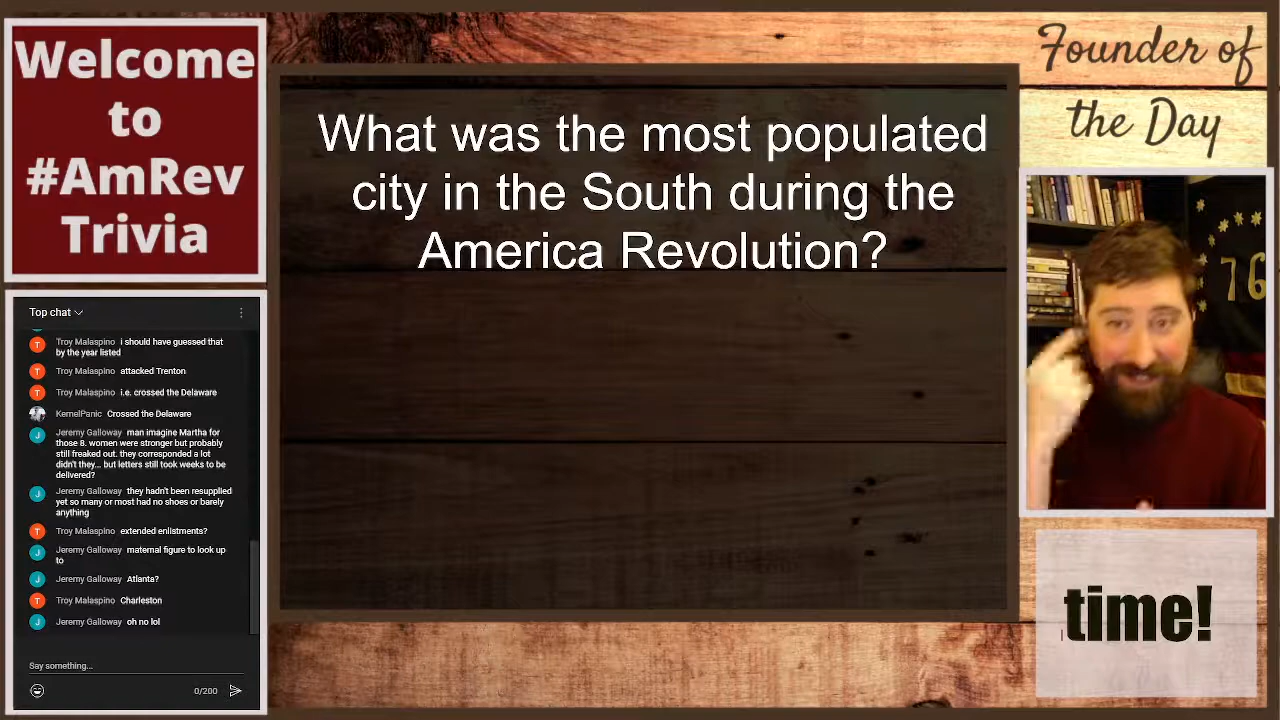 Welcome
to
#AmRev
Trivia
Founder of
the Day
What was the most populated
city in the South during the
America Revolution?
76
Top chat
Troy Malaspino i should have guessed that
by the year listed
Troy Malaspino attacked Trenton
Troy Malaspino i.e. crossed the Delaware
KernelPanic Crossed the Delaware
Jeremy Galloway man imagine Martha for
those 8. women were stronger but probably
still freaked out. they corresponded a lot
didn't they... but letters still took weeks to be
delivered?
Jeremy Galloway they hadn't been resupplied
yet so many or most had no shoes or barely
anything
Troy Malaspino extended enlistments?
Jeremy Galloway maternal figure to look up
to
Jeremy Galloway Atlanta?
Troy Malaspino Charleston
Jeremy Galloway oh no lol
Say something...
0/200
time!